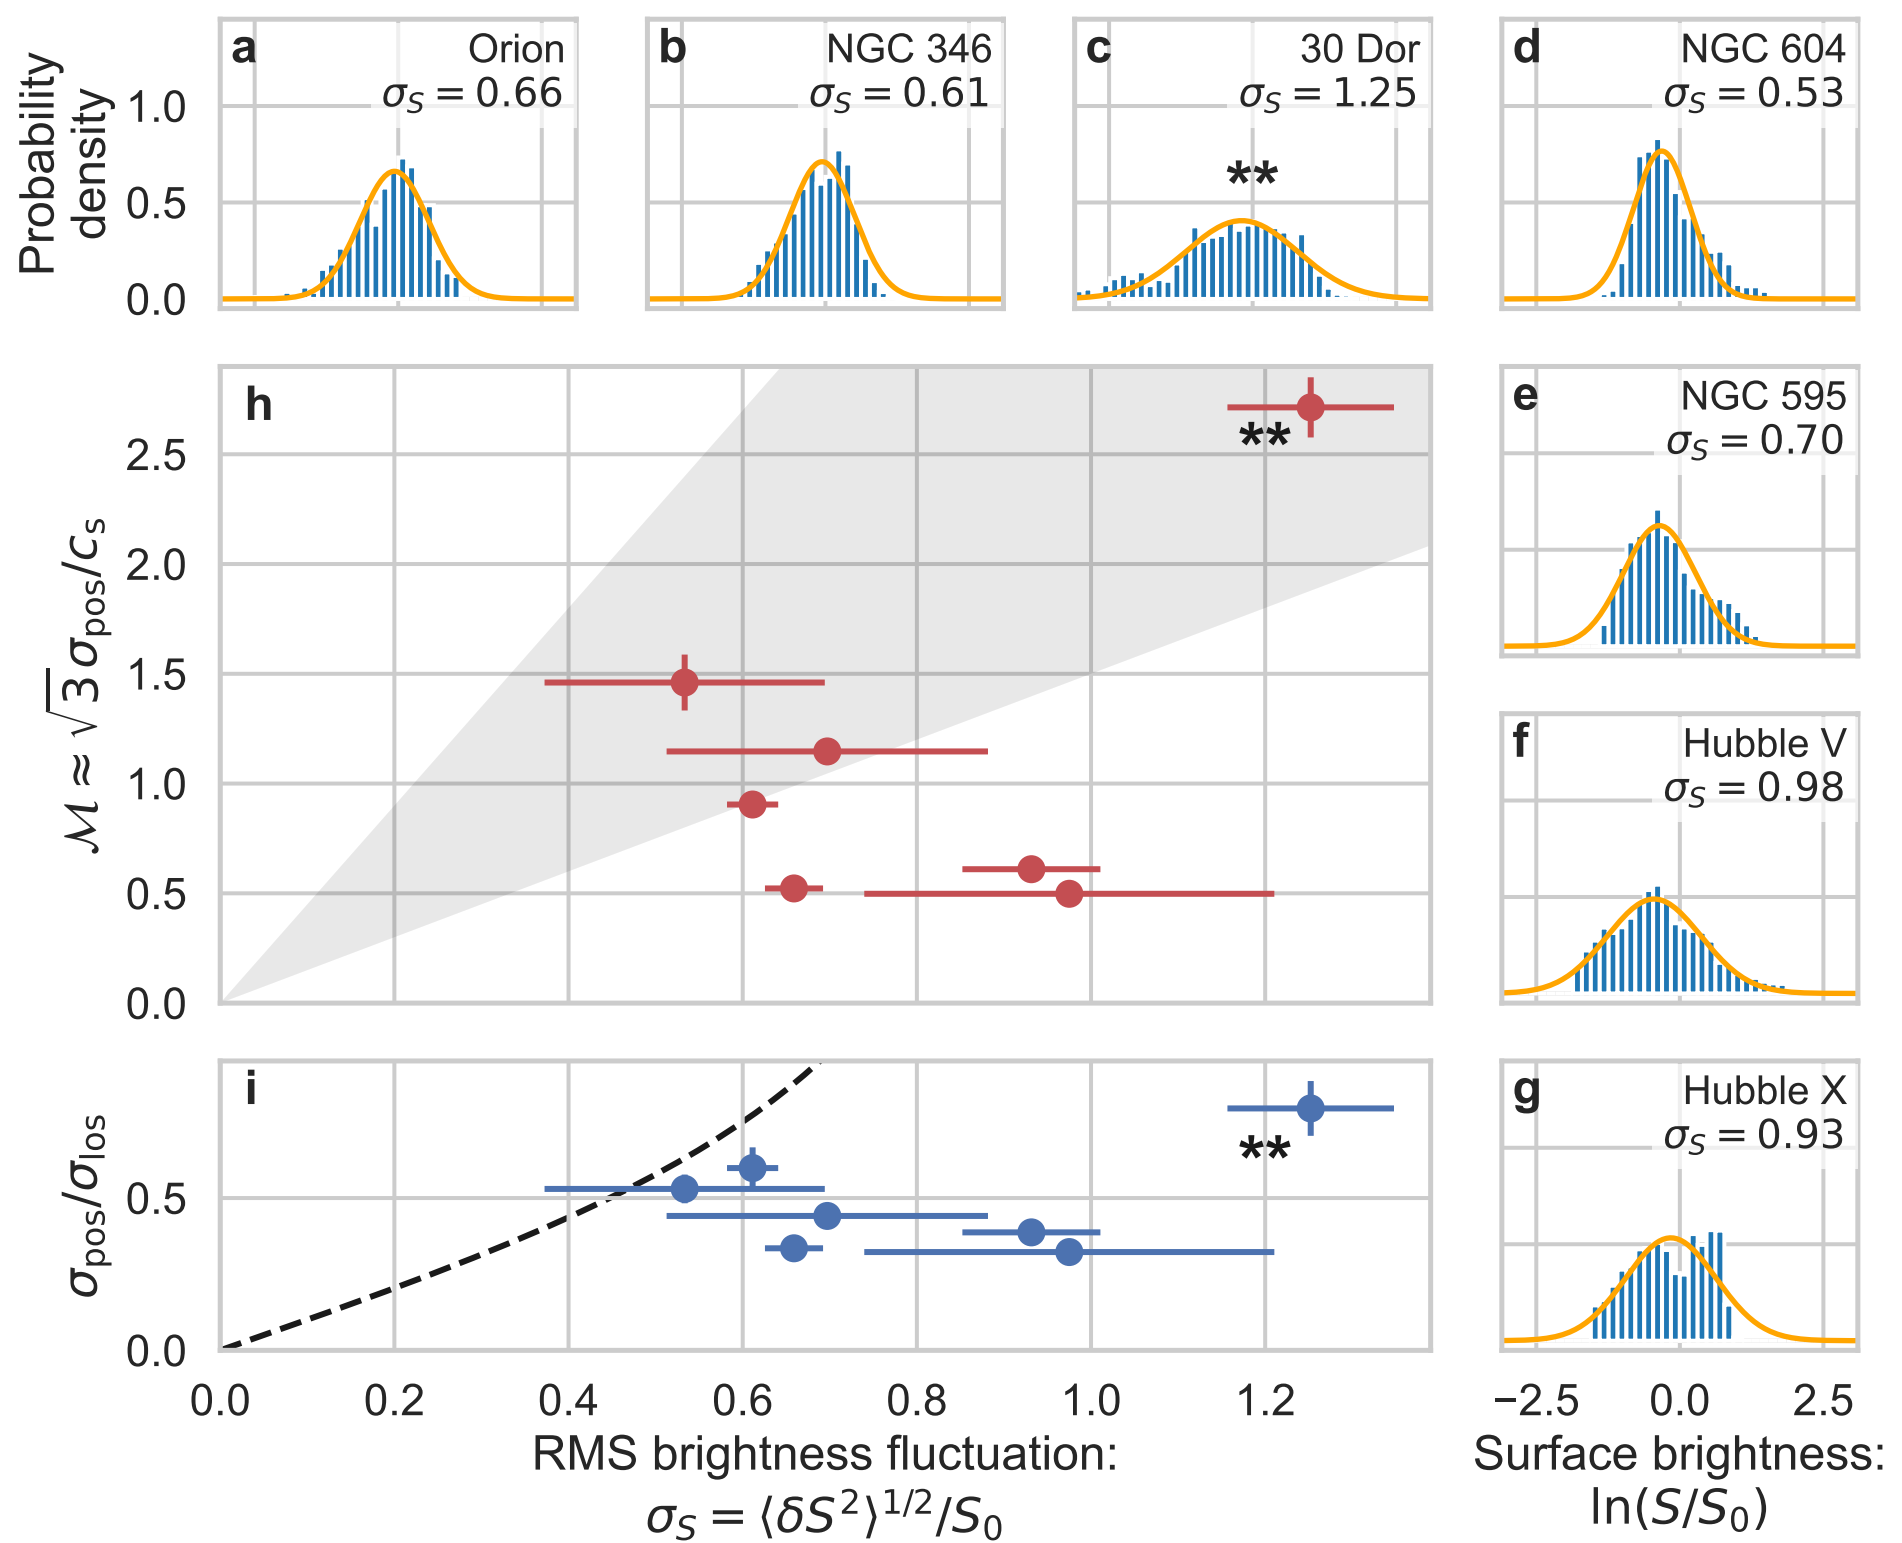 Probability density
1.0
0.5
0.0
a
Orion
σ_S = 0.66
b
NGC 346
σ_S = 0.61
c
30 Dor
σ_S = 1.25
**
d
NGC 604
σ_S = 0.53
h
ℳ ≈ √3 σ_pos/c_s
2.5
2.0
1.5
1.0
0.5
0.0
**
e
NGC 595
σ_S = 0.70
f
Hubble V
σ_S = 0.98
i
σ_pos/σ_los
0.5
0.0
**
g
Hubble X
σ_S = 0.93
0.0 0.2 0.4 0.6 0.8 1.0 1.2
RMS brightness fluctuation:
σ_S = ⟨δS²⟩^1/2/S₀
−2.5 0.0 2.5
Surface brightness:
ln(S/S₀)